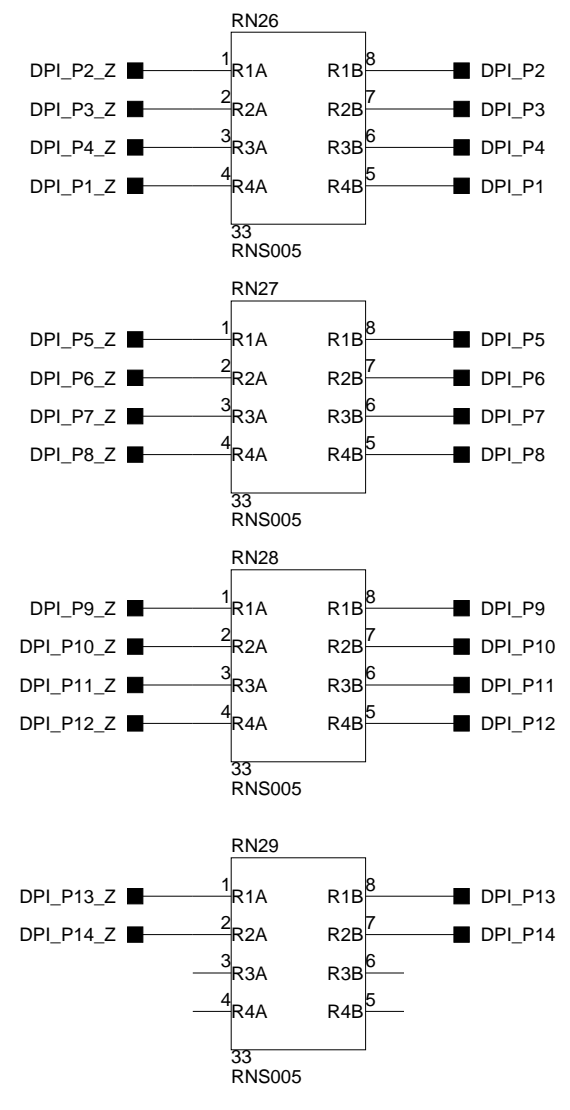 RN26
DPI_P2_Z 1 R1A R1B 8 DPI_P2
DPI_P3_Z 2 R2A R2B 7 DPI_P3
DPI_P4_Z 3 R3A R3B 6 DPI_P4
DPI_P1_Z 4 R4A R4B 5 DPI_P1
33
RNS005
RN27
DPI_P5_Z 1 R1A R1B 8 DPI_P5
DPI_P6_Z 2 R2A R2B 7 DPI_P6
DPI_P7_Z 3 R3A R3B 6 DPI_P7
DPI_P8_Z 4 R4A R4B 5 DPI_P8
33
RNS005
RN28
DPI_P9_Z 1 R1A R1B 8 DPI_P9
DPI_P10_Z 2 R2A R2B 7 DPI_P10
DPI_P11_Z 3 R3A R3B 6 DPI_P11
DPI_P12_Z 4 R4A R4B 5 DPI_P12
33
RNS005
RN29
DPI_P13_Z 1 R1A R1B 8 DPI_P13
DPI_P14_Z 2 R2A R2B 7 DPI_P14
3 R3A R3B 6
4 R4A R4B 5
33
RNS005